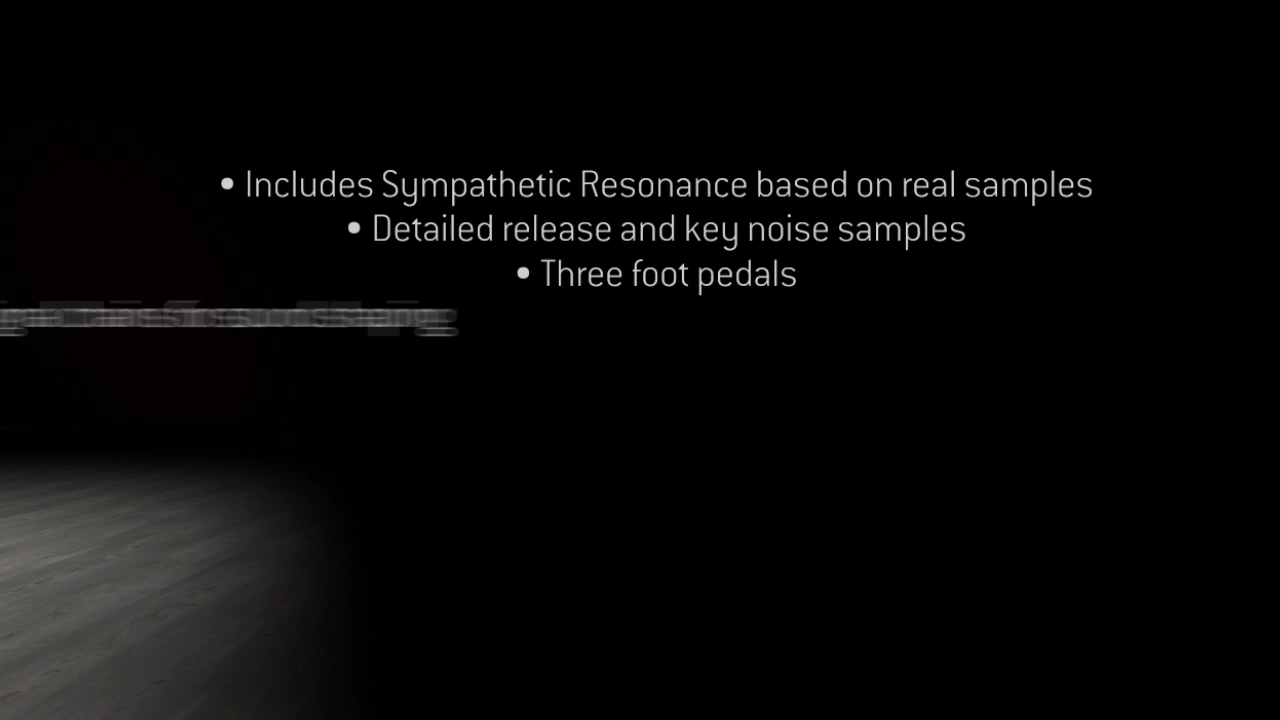 • Includes Sympathetic Resonance based on real samples
• Detailed release and key noise samples
• Three foot pedals